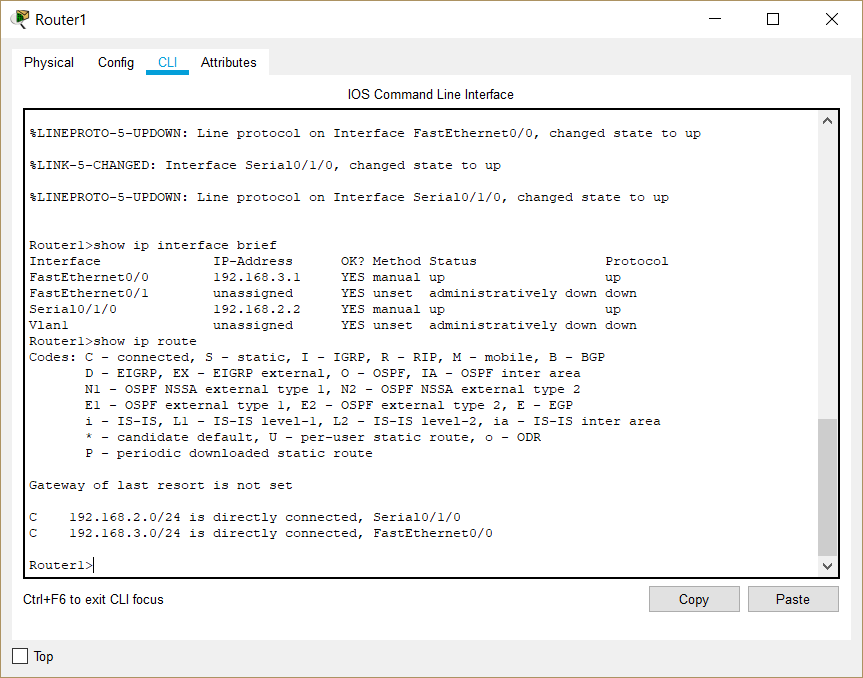 Router1
Physical Config CLI Attributes
IOS Command Line Interface
%LINEPROTO-5-UPDOWN: Line protocol on Interface FastEthernet0/0, changed state to up
%LINK-5-CHANGED: Interface Serial0/1/0, changed state to up
%LINEPROTO-5-UPDOWN: Line protocol on Interface Serial0/1/0, changed state to up
Router1>show ip interface brief
Interface              IP-Address      OK? Method Status                Protocol
FastEthernet0/0        192.168.3.1     YES manual up                    up
FastEthernet0/1        unassigned      YES unset  administratively down down
Serial0/1/0            192.168.2.2     YES manual up                    up
Vlan1                  unassigned      YES unset  administratively down down
Router1>show ip route
Codes: C - connected, S - static, I - IGRP, R - RIP, M - mobile, B - BGP
       D - EIGRP, EX - EIGRP external, O - OSPF, IA - OSPF inter area
       N1 - OSPF NSSA external type 1, N2 - OSPF NSSA external type 2
       E1 - OSPF external type 1, E2 - OSPF external type 2, E - EGP
       i - IS-IS, L1 - IS-IS level-1, L2 - IS-IS level-2, ia - IS-IS inter area
       * - candidate default, U - per-user static route, o - ODR
       P - periodic downloaded static route
Gateway of last resort is not set
C    192.168.2.0/24 is directly connected, Serial0/1/0
C    192.168.3.0/24 is directly connected, FastEthernet0/0
Router1>
Ctrl+F6 to exit CLI focus
Copy Paste
Top